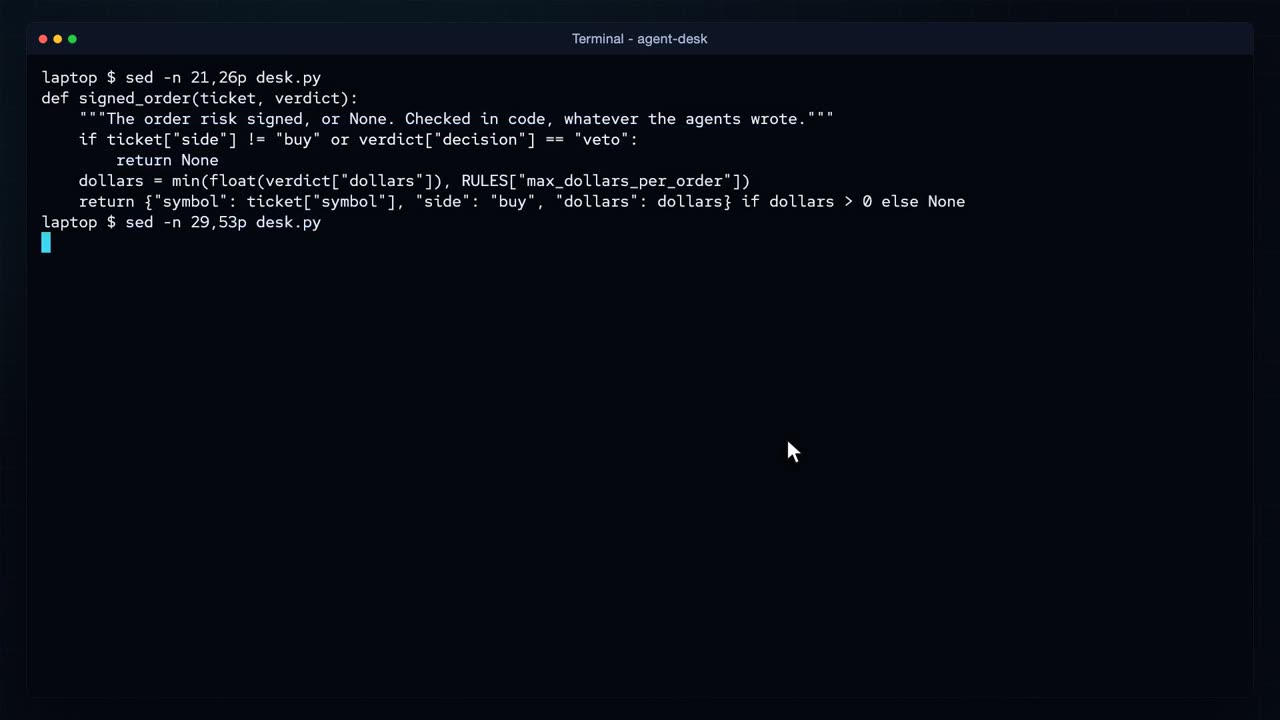 Terminal - agent-desk
laptop $ sed -n 21,26p desk.py
def signed_order(ticket, verdict):
    """The order risk signed, or None. Checked in code, whatever the agents wrote."""
    if ticket["side"] != "buy" or verdict["decision"] == "veto":
        return None
    dollars = min(float(verdict["dollars"]), RULES["max_dollars_per_order"])
    return {"symbol": ticket["symbol"], "side": "buy", "dollars": dollars} if dollars > 0 else None
laptop $ sed -n 29,53p desk.py